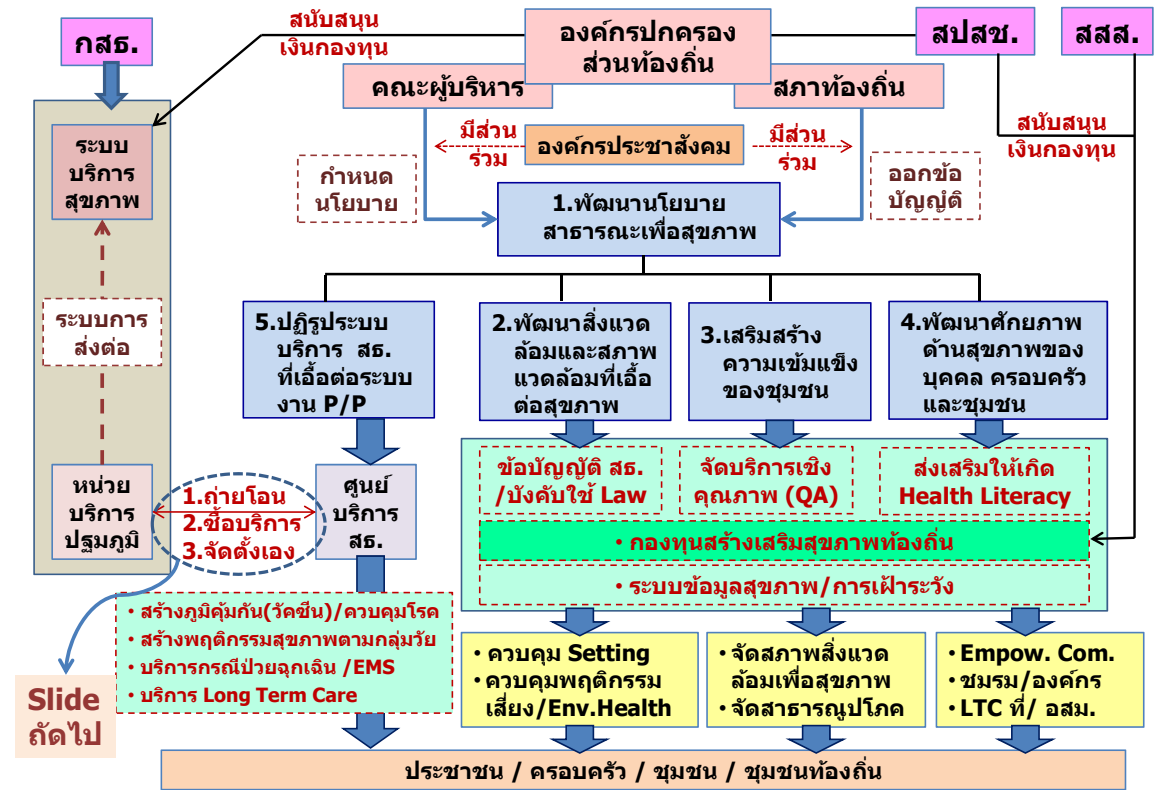 กสธ.
สนับสนุน
เงินกองทุน
องค์กรปกครอง
ส่วนท้องถิ่น
สปสช.
สสส.
คณะผู้บริหาร
สภาท้องถิ่น
สนับสนุน
เงินกองทุน
ระบบ
บริการ
สุขภาพ
มีส่วน
ร่วม
องค์กรประชาสังคม
มีส่วน
ร่วม
กำหนด
นโยบาย
ออกข้อ
บัญญํติ
1.พัฒนานโยบาย
สาธารณะเพื่อสุขภาพ
ระบบการ
ส่งต่อ
5.ปฏิรูประบบ
บริการ สธ.
ที่เอื้อต่อระบบ
งาน P/P
2.พัฒนาสิ่งแวด
ล้อมและสภาพ
แวดล้อมที่เอื้อ
ต่อสุขภาพ
3.เสริมสร้าง
ความเข้มแข็ง
ของชุมชน
4.พัฒนาศักยภาพ
ด้านสุขภาพของ
บุคคล ครอบครัว
และชุมชน
หน่วย
บริการ
ปฐมภูมิ
1.ถ่ายโอน
2.ซื้อบริการ
3.จัดตั้งเอง
ศูนย์
บริการ
สธ.
ข้อบัญญัติ สธ.
/บังคับใช้ Law
จัดบริการเชิง
คุณภาพ (QA)
ส่งเสริมให้เกิด
Health Literacy
• กองทุนสร้างเสริมสุขภาพท้องถิ่น
• ระบบข้อมูลสุขภาพ/การเฝ้าระวัง
• สร้างภูมิคุ้มกัน(วัคซีน)/ควบคุมโรค
• สร้างพฤติกรรมสุขภาพตามกลุ่มวัย
• บริการกรณีป่วยฉุกเฉิน /EMS
• บริการ Long Term Care
Slide
ถัดไป
• ควบคุม Setting
• ควบคุมพฤติกรรม
เสี่ยง/Env.Health
• จัดสภาพสิ่งแวด
ล้อมเพื่อสุขภาพ
• จัดสาธารณูปโภค
• Empow. Com.
• ชมรม/องค์กร
• LTC ที่/ อสม.
ประชาชน / ครอบครัว / ชุมชน / ชุมชนท้องถิ่น